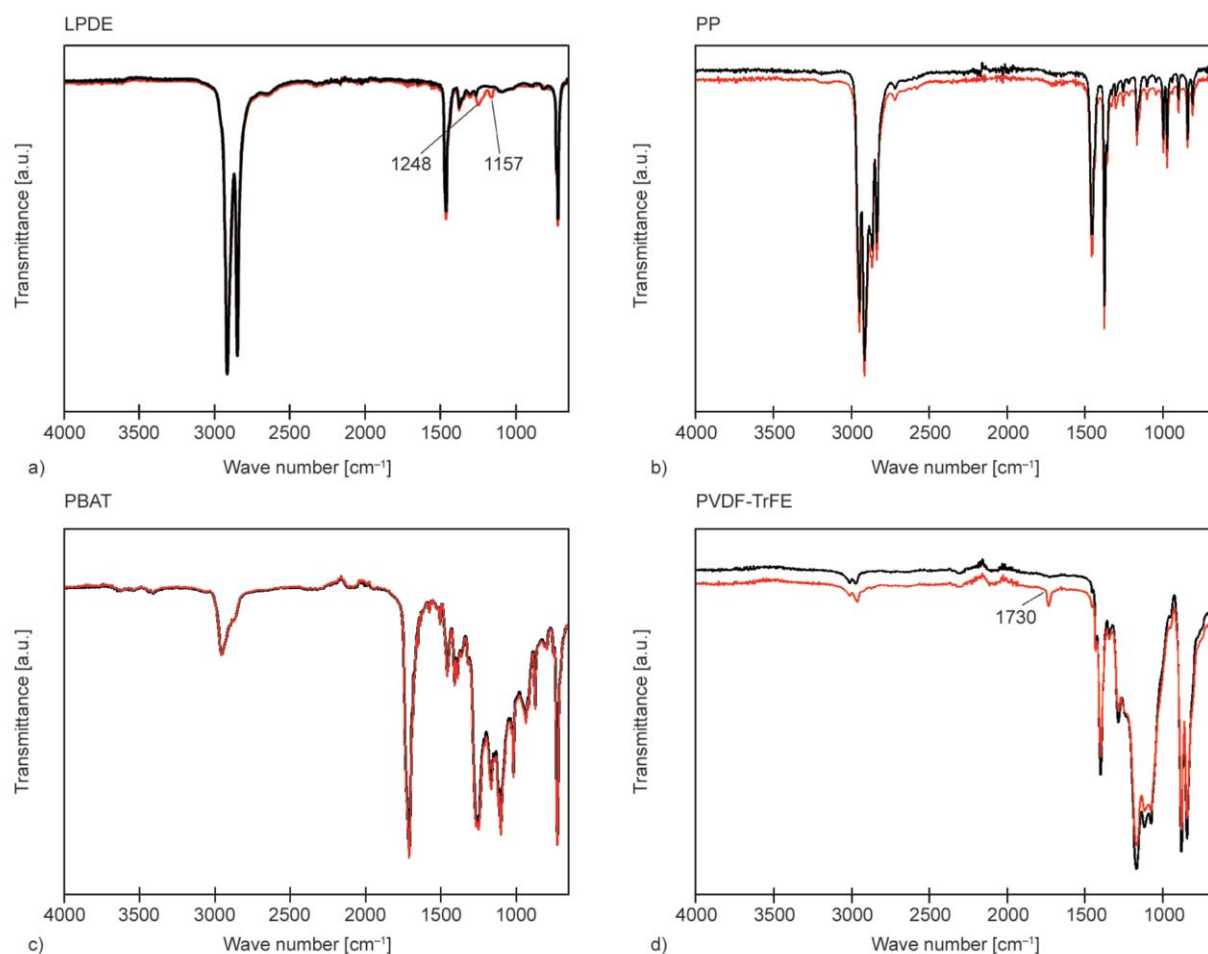 LPDE
Transmittance [a.u.]
1248
1157
4000 3500 3000 2500 2000 1500 1000
Wave number [cm⁻¹]
a)
PP
Transmittance [a.u.]
4000 3500 3000 2500 2000 1500 1000
Wave number [cm⁻¹]
b)
PBAT
Transmittance [a.u.]
4000 3500 3000 2500 2000 1500 1000
Wave number [cm⁻¹]
c)
PVDF-TrFE
Transmittance [a.u.]
1730
4000 3500 3000 2500 2000 1500 1000
Wave number [cm⁻¹]
d)